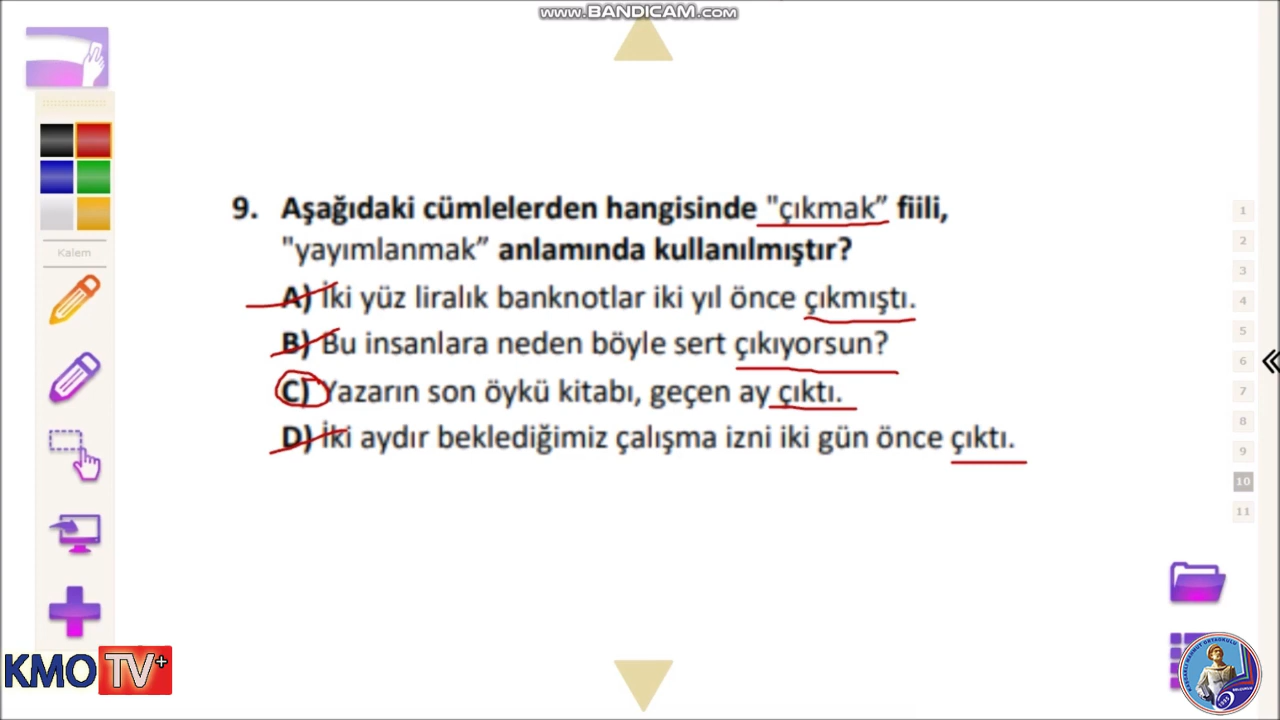 www.BANDICAM.com
9. Aşağıdaki cümlelerden hangisinde "çıkmak” fiili,
"yayımlanmak” anlamında kullanılmıştır?
A) İki yüz liralık banknotlar iki yıl önce çıkmıştı.
B) Bu insanlara neden böyle sert çıkıyorsun?
C) Yazarın son öykü kitabı, geçen ay çıktı.
D) İki aydır beklediğimiz çalışma izni iki gün önce çıktı.
Kalem
1
2
3
4
5
6
7
8
9
10
11
KMO TV+